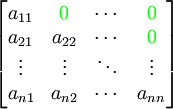 a₁₁ 0 ⋯ 0
a₂₁ a₂₂ ⋯ 0
⋮ ⋮ ⋱ ⋮
aₙ₁ aₙ₂ ⋯ aₙₙ